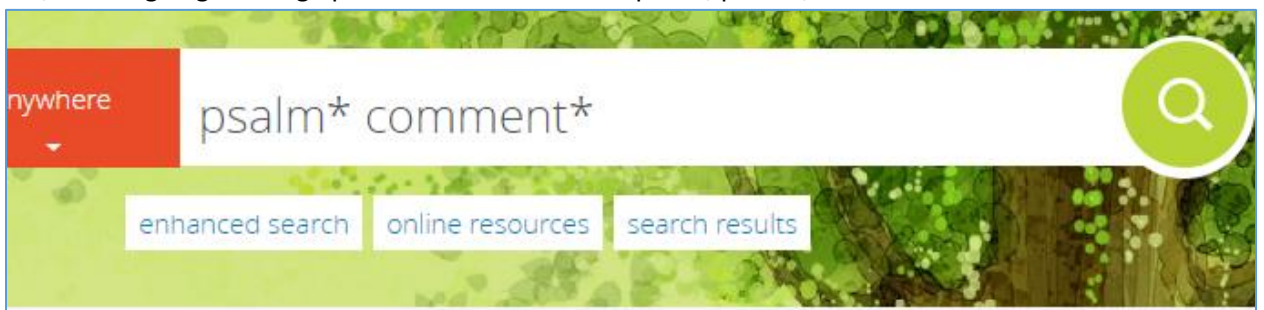 nywhere
psalm* comment*
enhanced search online resources search results